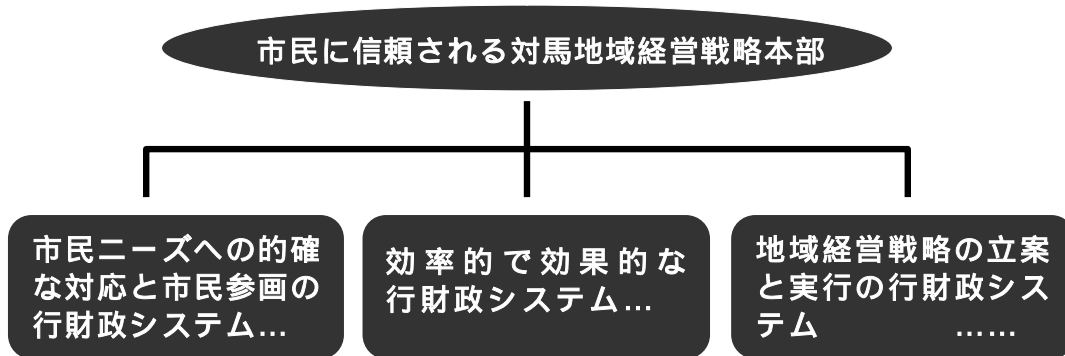 市民に信頼される対馬地域経営戦略本部
市民ニーズへの的確
な対応と市民参画の
行財政システム…
効率的で効果的な
行財政システム…
地域経営戦略の立案
と実行の行財政シス
テム　　　　……